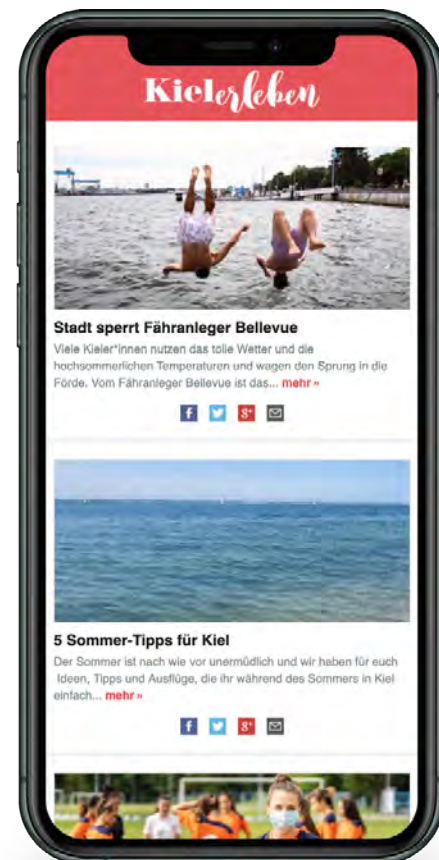 Kielerleben
Stadt sperrt Fähranleger Bellevue
Viele Kieler*innen nutzen das tolle Wetter und die
hochsommerlichen Temperaturen und wagen den Sprung in die
Förde. Vom Fähranleger Bellevue ist das... mehr »
f g+
5 Sommer-Tipps für Kiel
Der Sommer ist nach wie vor unermüdlich und wir haben für euch
Ideen, Tipps und Ausflüge, die ihr während des Sommers in Kiel
einfach... mehr »
f g+